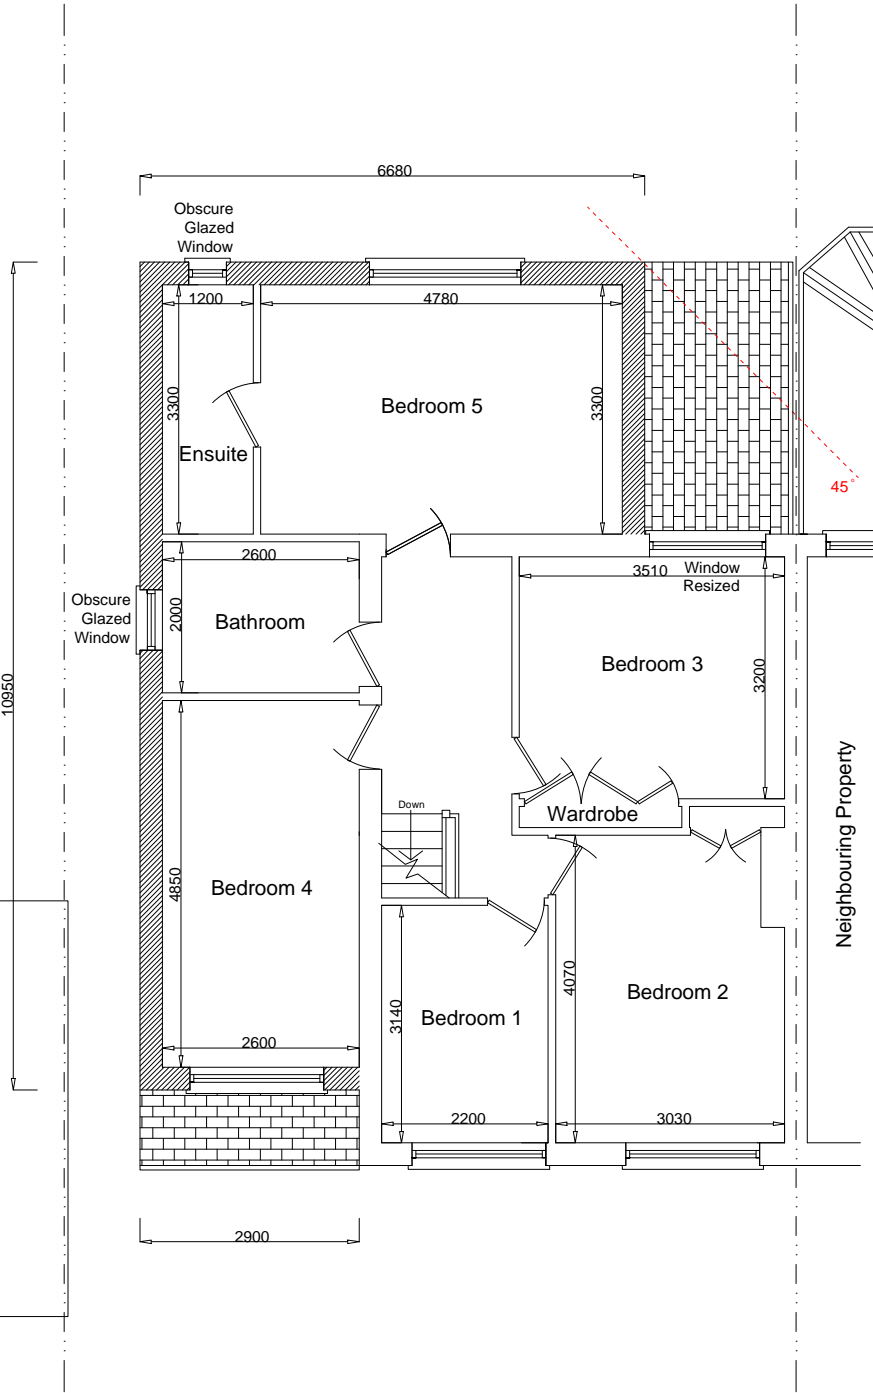 6680
Obscure
Glazed
Window
1200
4780
3300
Bedroom 5
3300
Ensuite
45°
2600
3510
Window
Resized
Obscure
Glazed
Window
2000
Bathroom
Bedroom 3
3200
10950
Neighbouring Property
Down
Wardrobe
4850
Bedroom 4
4070
Bedroom 2
3140
Bedroom 1
2600
2200
3030
2900